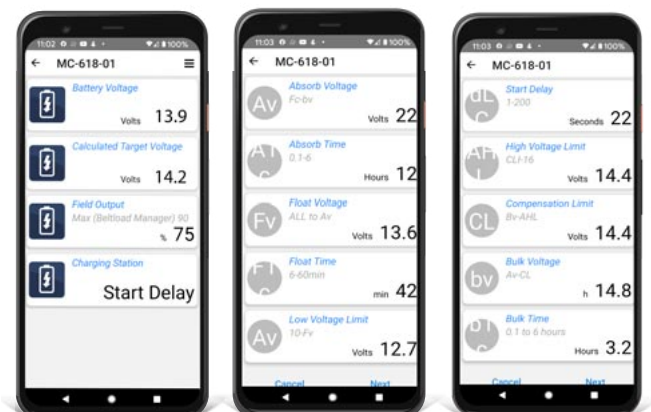 11:02
100%
MC-618-01
Battery Voltage
Volts 13.9
Calculated Target Voltage
Volts 14.2
Field Output
Max (Beltload Manager) 90
% 75
Charging Station
Start Delay
11:03
100%
MC-618-01
Av
Absorb Voltage
Fc-bv
Volts 22
Absorb Time
0.1-6
Hours 12
Fv
Float Voltage
ALL to Av
Volts 13.6
Float Time
6-60min
min 42
Av
Low Voltage Limit
10-Fv
Volts 12.7
Cancel Next
11:03
100%
MC-618-01
Start Delay
1-200
Seconds 22
High Voltage Limit
CLI-16
Volts 14.4
CL
Compensation Limit
Bv-AHL
Volts 14.4
bv
Bulk Voltage
Av-CL
h 14.8
Bulk Time
0.1 to 6 hours
Hours 3.2
Cancel Next